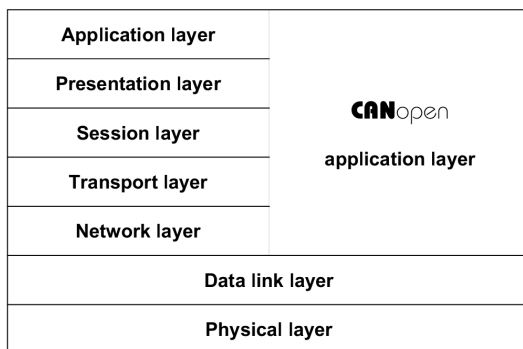 Application layer
Presentation layer
Session layer
Transport layer
Network layer
CANopen
application layer
Data link layer
Physical layer